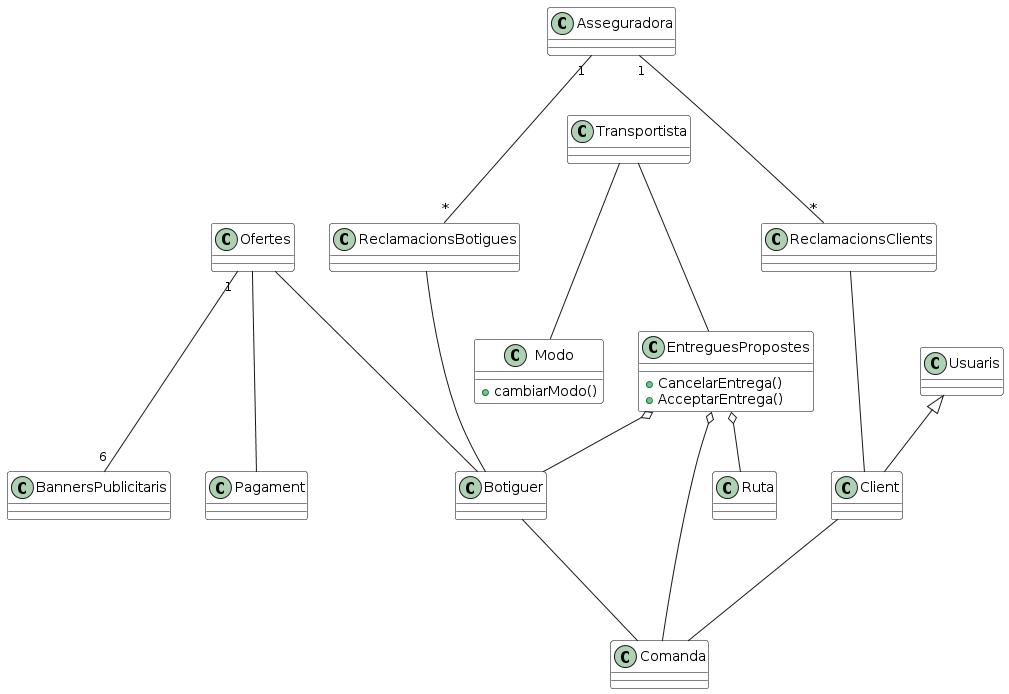 C Asseguradora
1
1
C Transportista
*
*
C Ofertes
C ReclamacionsBotigues
C ReclamacionsClients
1
C Modo
cambiarModo()
C EntreguesPropostes
CancelarEntrega()
AcceptarEntrega()
C Usuaris
6
C BannersPublicitaris
C Pagament
C Botiguer
C Ruta
C Client
C Comanda